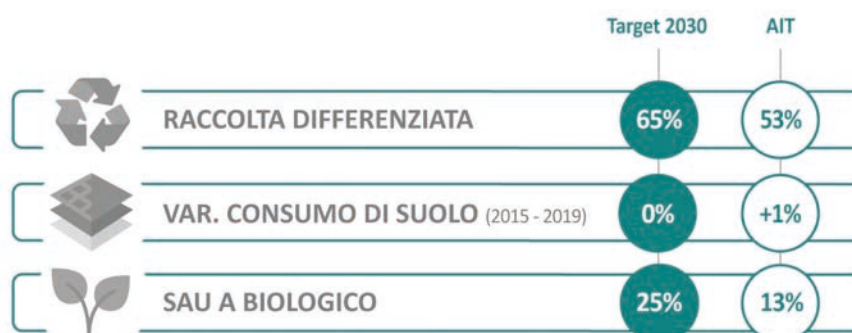 Target 2030 AIT
RACCOLTA DIFFERENZIATA 65% 53%
VAR. CONSUMO DI SUOLO (2015 - 2019) 0% +1%
SAU A BIOLOGICO 25% 13%